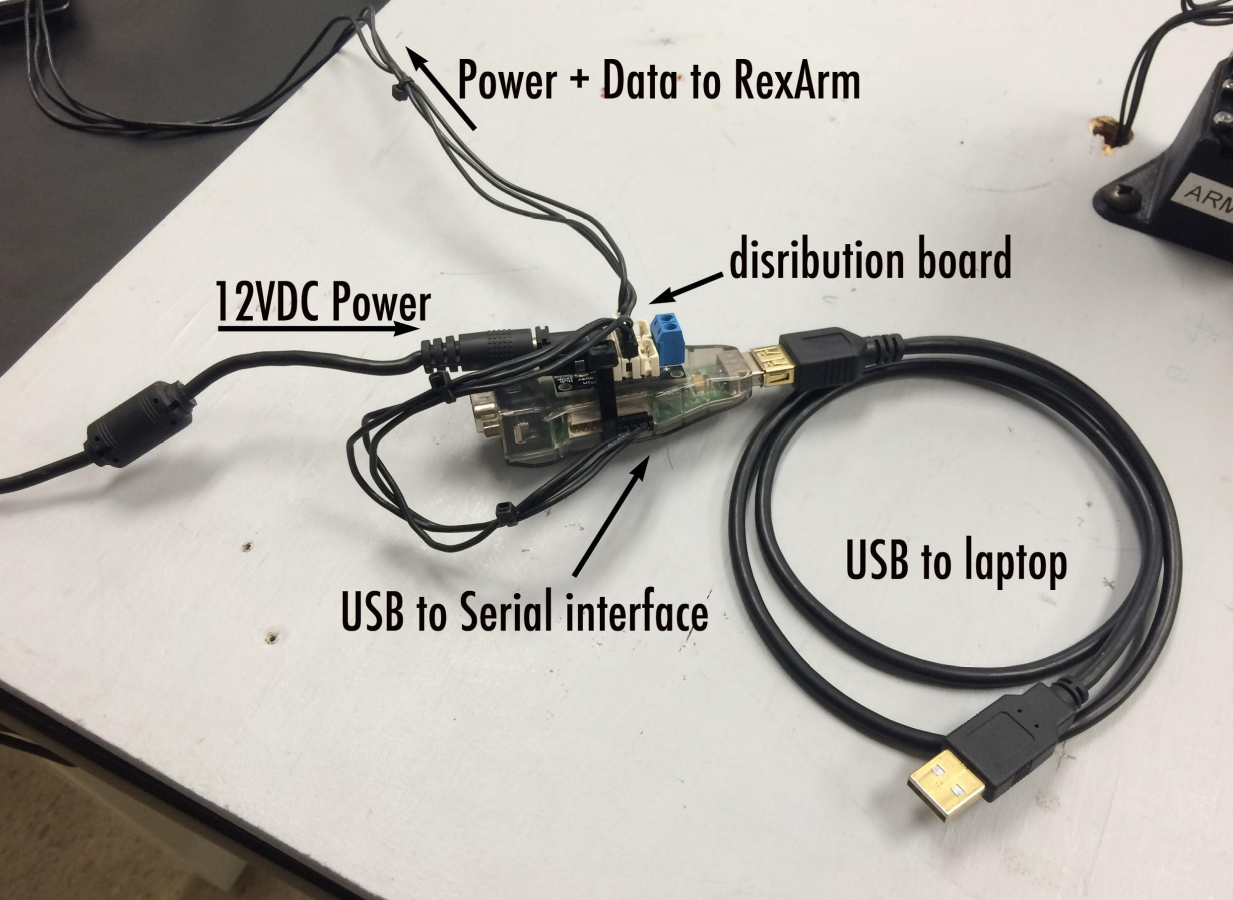 Power + Data to RexArm
disribution board
12VDC Power
USB to laptop
USB to Serial interface
ARM